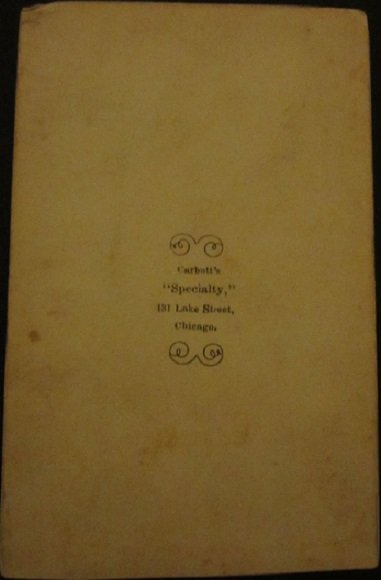 Carbutt's
"Specialty,"
131 Lake Street,
Chicago.